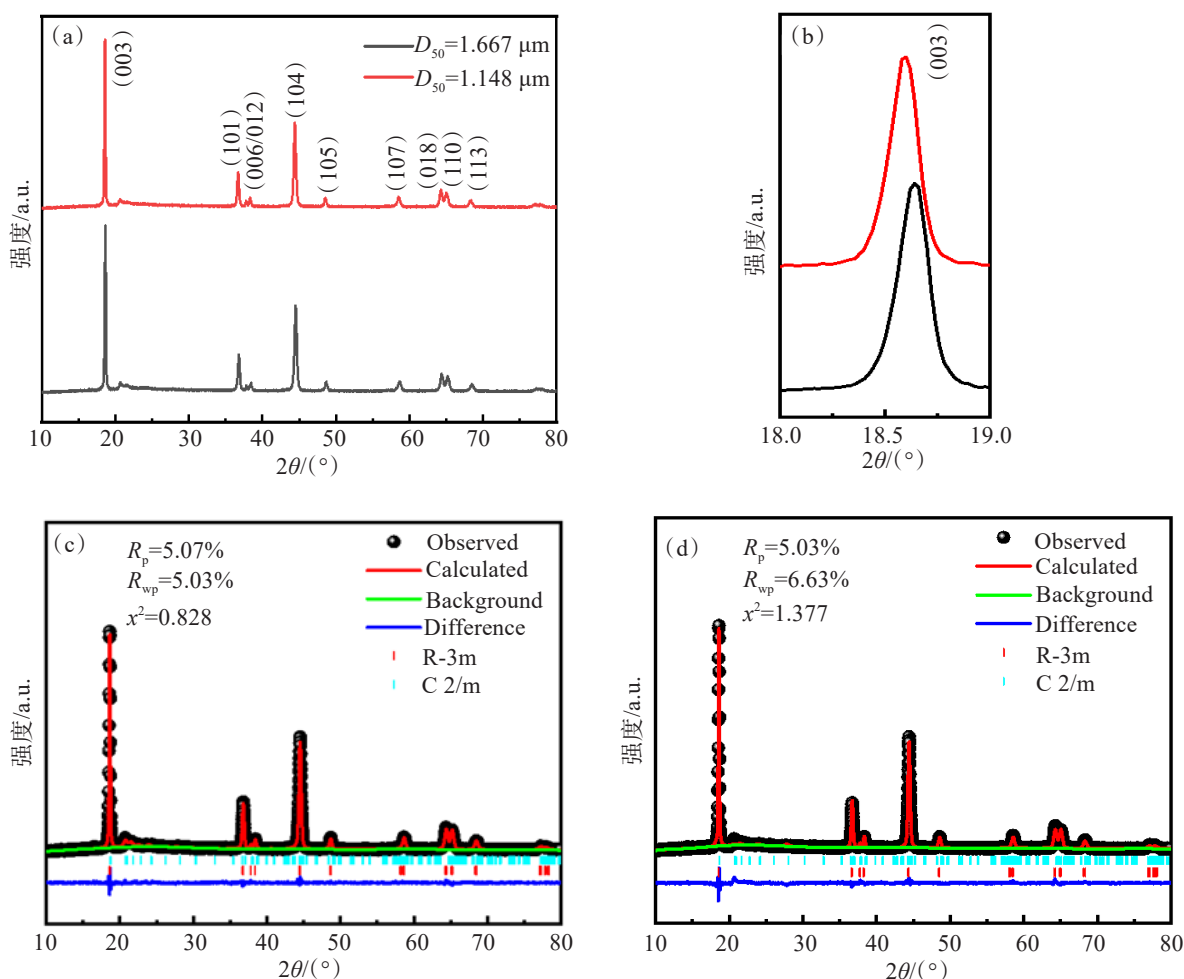 (a)
D₅₀=1.667 μm
D₅₀=1.148 μm
(003)
(101)
(006/012)
(104)
(105)
(107)
(018)
(110)
(113)
强度/a.u.
10 20 30 40 50 60 70 80
2θ/(°)
(b)
(003)
强度/a.u.
18.0 18.5 19.0
2θ/(°)
(c)
Rₚ=5.07%
R_wp=5.03%
x²=0.828
Observed
Calculated
Background
Difference
R-3m
C 2/m
强度/a.u.
10 20 30 40 50 60 70 80
2θ/(°)
(d)
Rₚ=5.03%
R_wp=6.63%
x²=1.377
Observed
Calculated
Background
Difference
R-3m
C 2/m
强度/a.u.
10 20 30 40 50 60 70 80
2θ/(°)